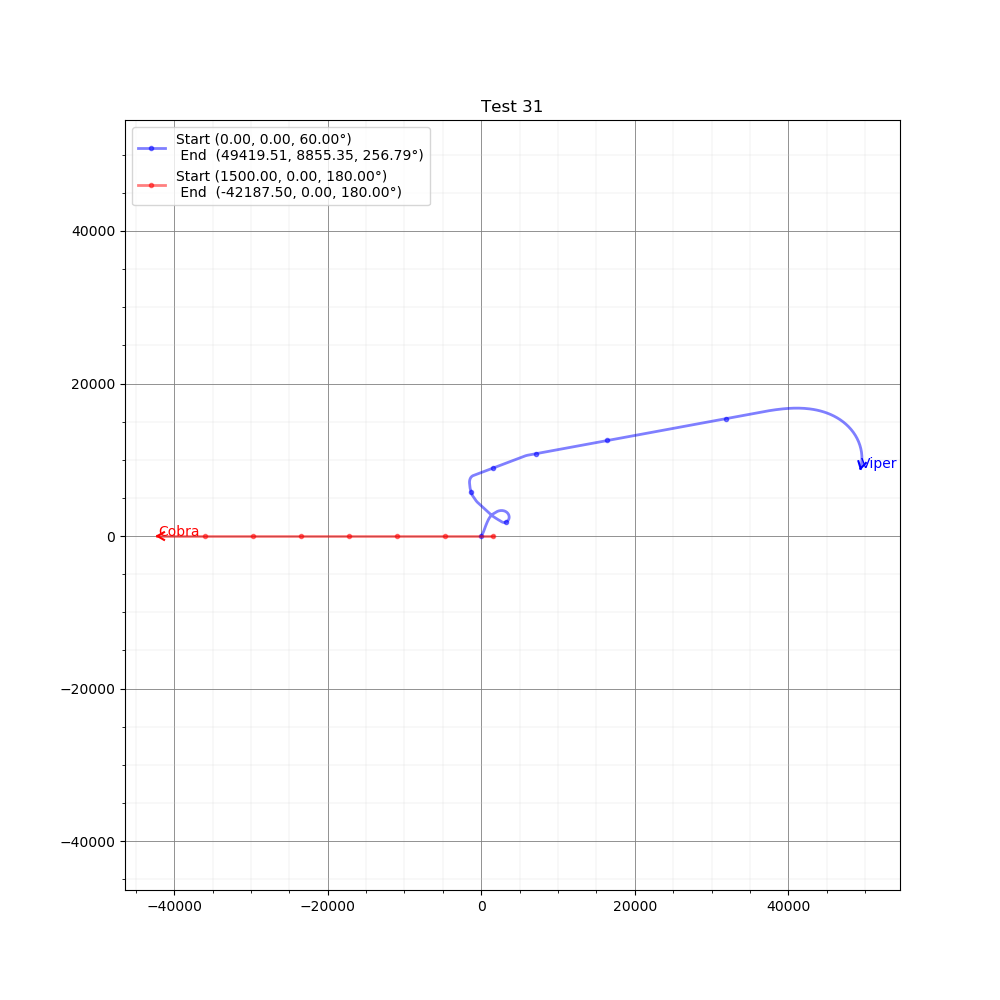 Test 31
Start (0.00, 0.00, 60.00°)
End (49419.51, 8855.35, 256.79°)
Start (1500.00, 0.00, 180.00°)
End (-42187.50, 0.00, 180.00°)
40000
20000
0
−20000
−40000
Viper
Cobra
−40000
−20000
0
20000
40000